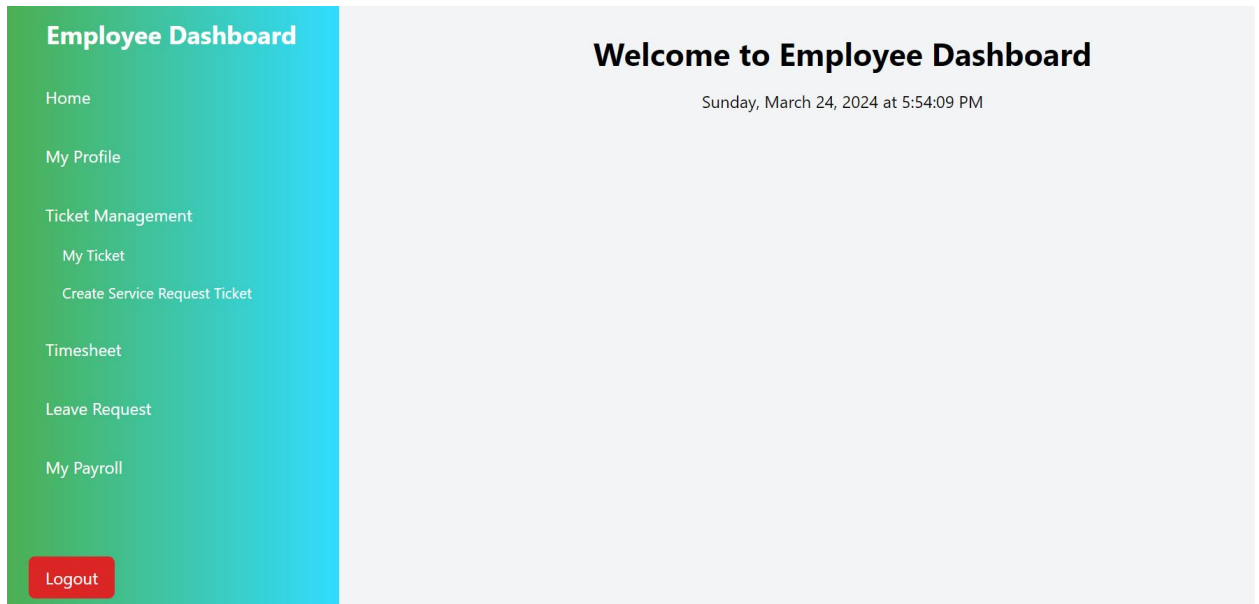 Employee Dashboard
Home
My Profile
Ticket Management
My Ticket
Create Service Request Ticket
Timesheet
Leave Request
My Payroll
Logout
Welcome to Employee Dashboard
Sunday, March 24, 2024 at 5:54:09 PM